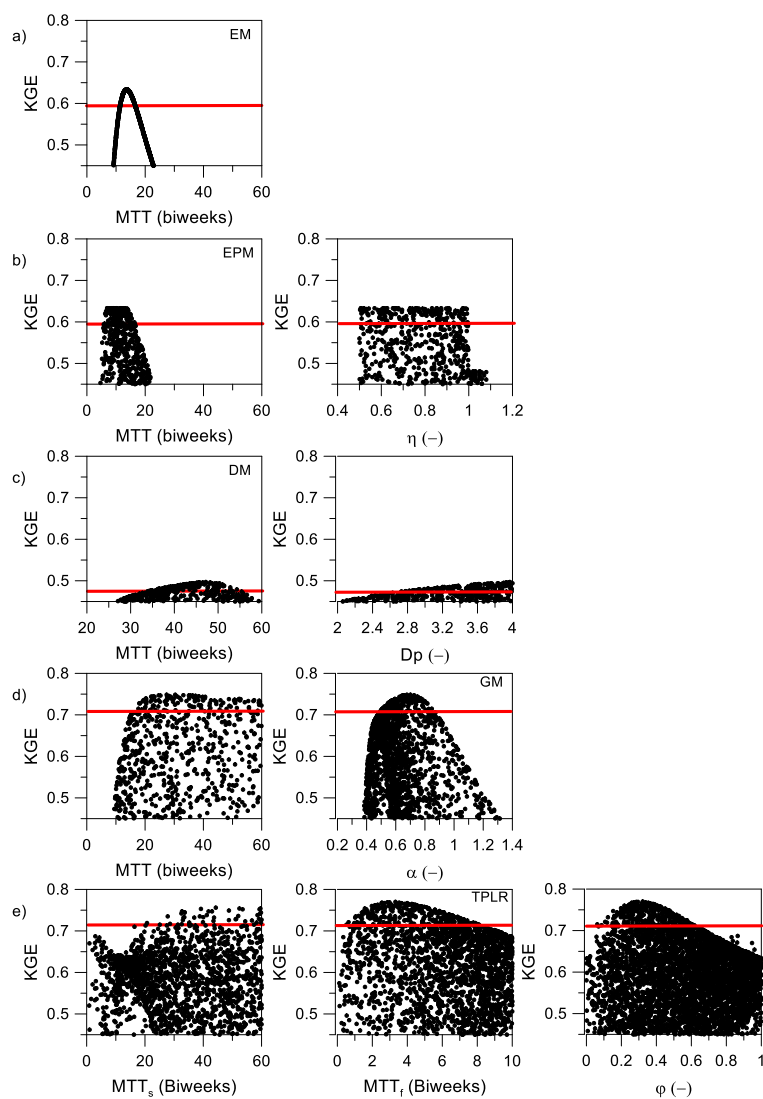 a)
EM
KGE
0.8
0.7
0.6
0.5
0 20 40 60
MTT (biweeks)
b)
EPM
KGE
0.8
0.7
0.6
0.5
0 20 40 60
MTT (biweeks)
KGE
0.8
0.7
0.6
0.5
0.4 0.6 0.8 1 1.2
η (−)
c)
DM
KGE
0.8
0.7
0.6
0.5
20 30 40 50 60
MTT (biweeks)
KGE
0.8
0.7
0.6
0.5
2 2.4 2.8 3.2 3.6 4
Dp (−)
d)
KGE
0.8
0.7
0.6
0.5
0 20 40 60
MTT (biweeks)
GM
KGE
0.8
0.7
0.6
0.5
0.2 0.4 0.6 0.8 1 1.2 1.4
α (−)
e)
KGE
0.8
0.7
0.6
0.5
0 20 40 60
MTTs (Biweeks)
TPLR
KGE
0.8
0.7
0.6
0.5
0 2 4 6 8 10
MTTf (Biweeks)
KGE
0.8
0.7
0.6
0.5
0 0.2 0.4 0.6 0.8 1
φ (−)